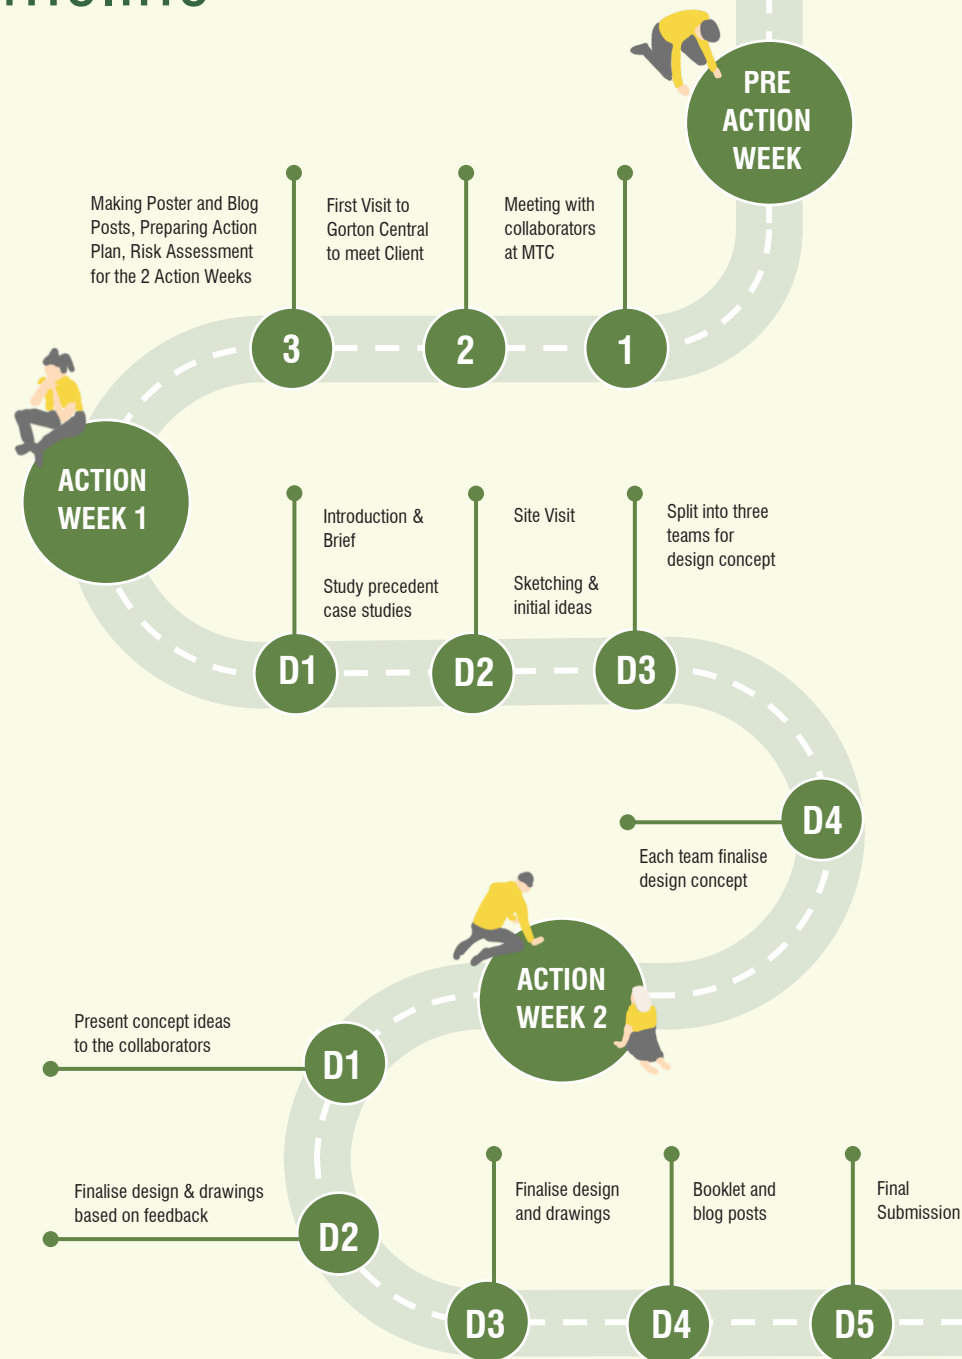 PRE
ACTION
WEEK
Meeting with
collaborators
at MTC
1
First Visit to
Gorton Central
to meet Client
2
Making Poster and Blog
Posts, Preparing Action
Plan, Risk Assessment
for the 2 Action Weeks
3
ACTION
WEEK 1
Introduction &
Brief
Study precedent
case studies
D1
Site Visit
Sketching &
initial ideas
D2
Split into three
teams for
design concept
D3
D4
Each team finalise
design concept
ACTION
WEEK 2
Present concept ideas
to the collaborators
D1
Finalise design & drawings
based on feedback
D2
Finalise design
and drawings
D3
Booklet and
blog posts
D4
Final
Submission
D5